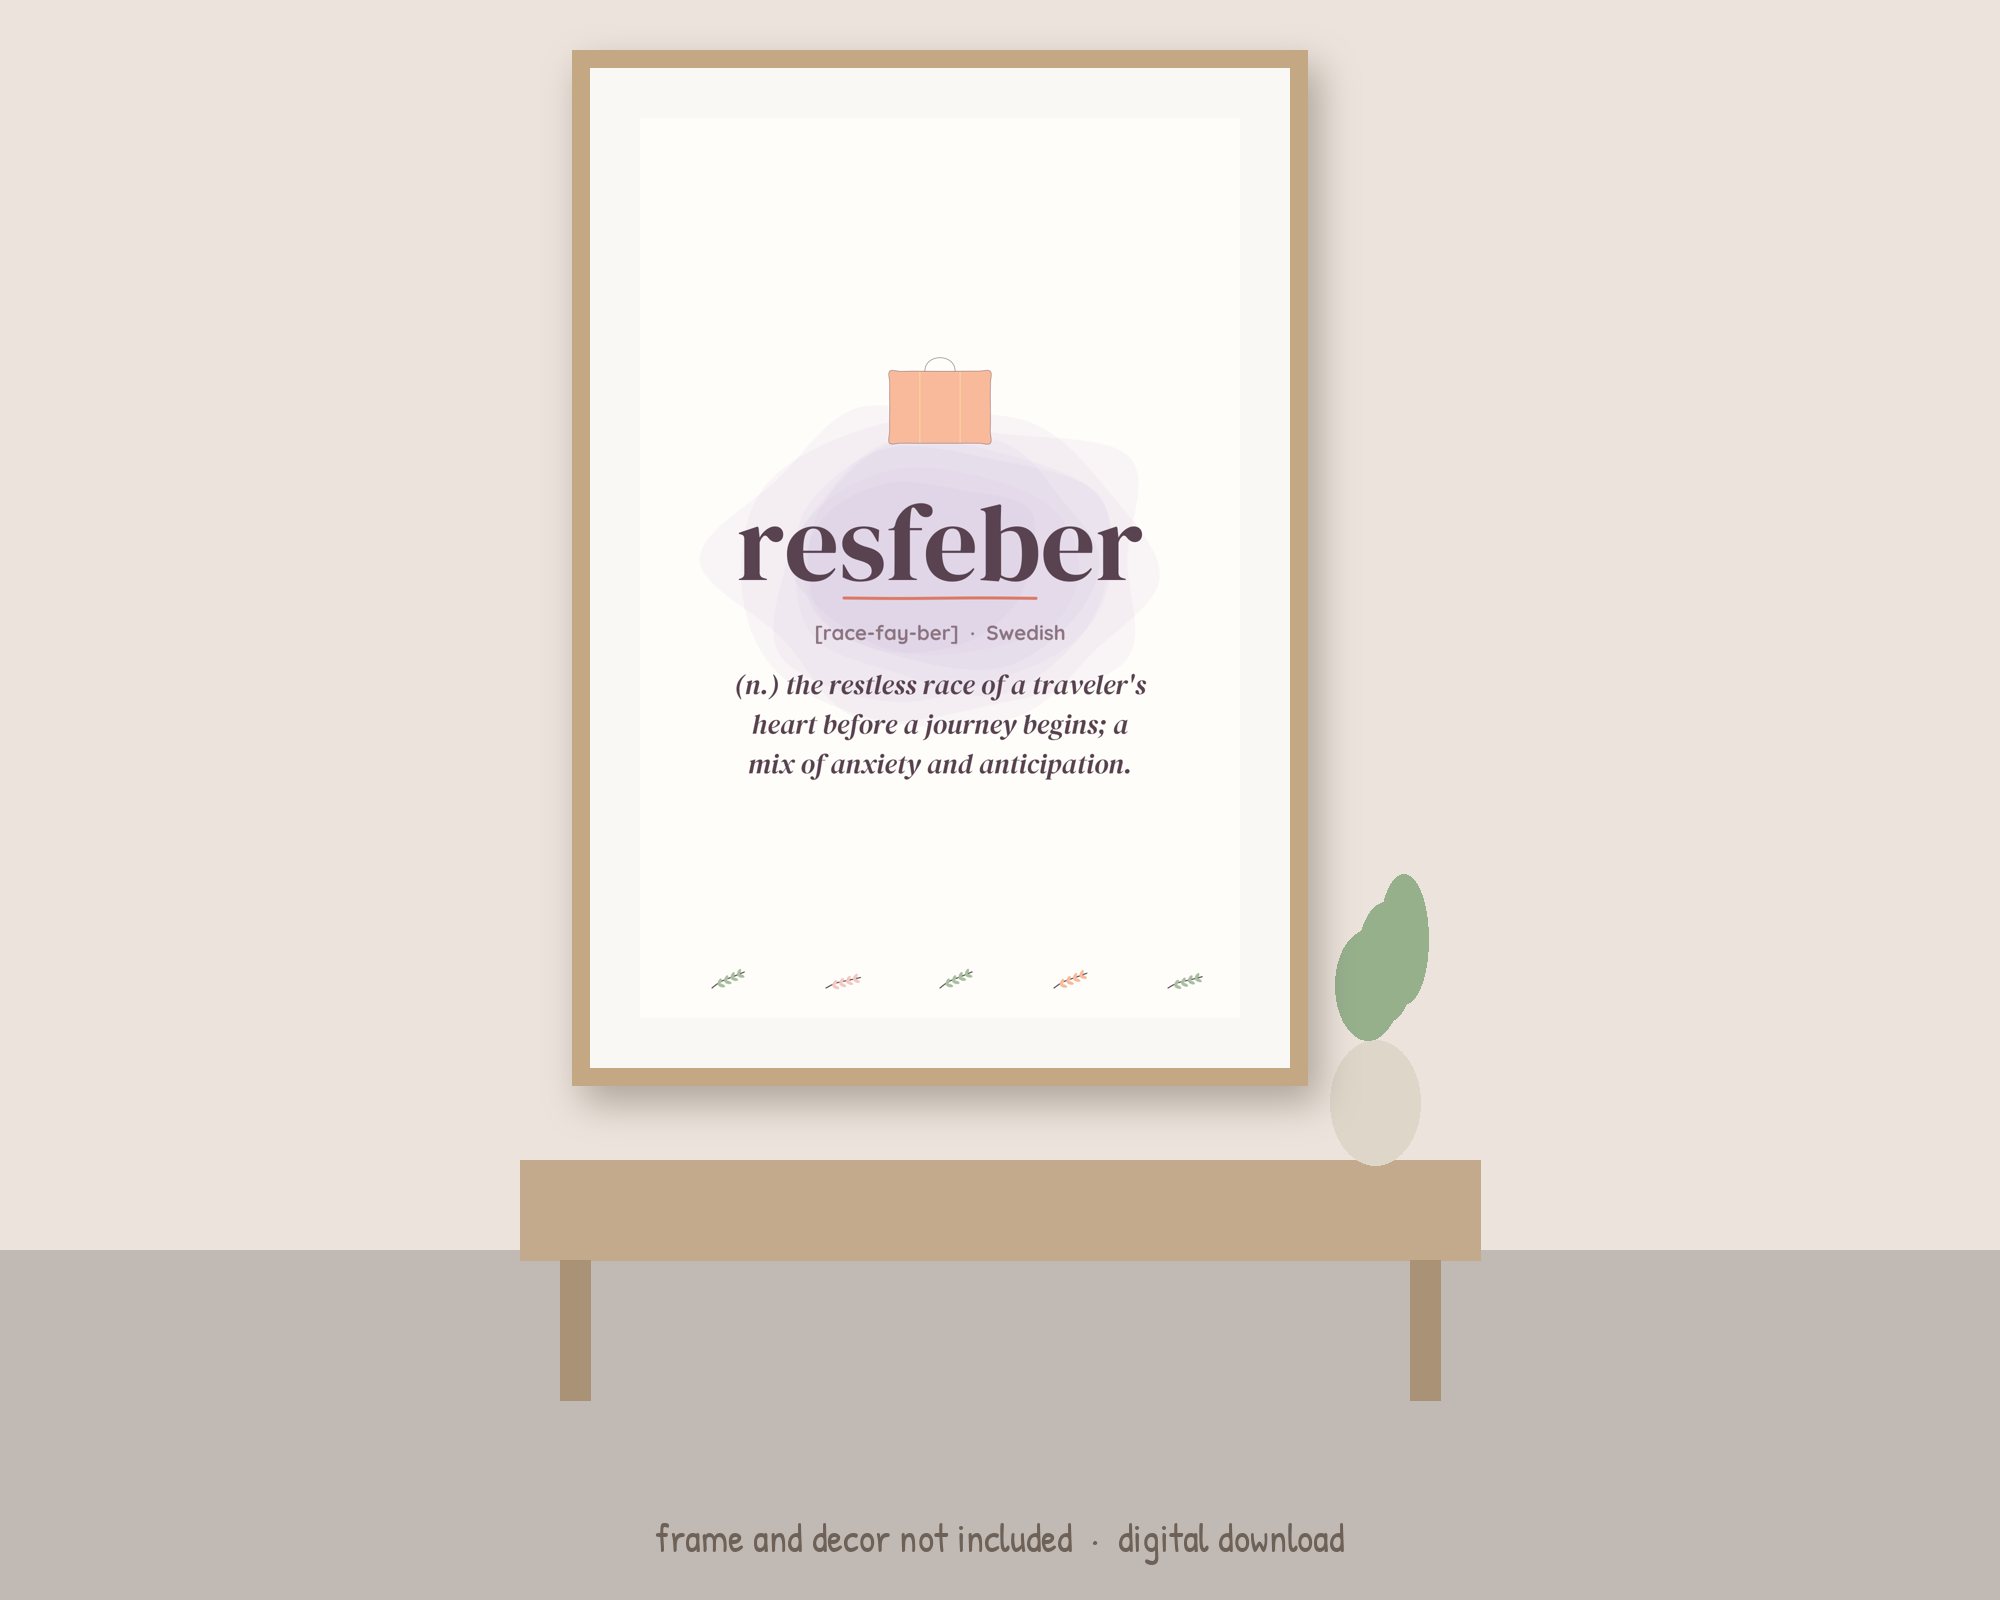 resfeber
[race-fay-ber] · Swedish
(n.) the restless race of a traveler's
heart before a journey begins; a
mix of anxiety and anticipation.
frame and decor not included · digital download